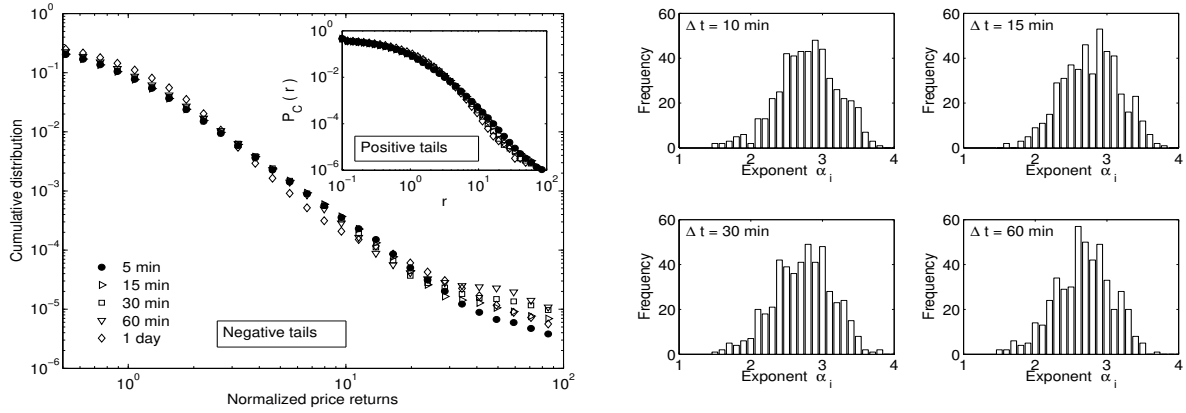 10^0
10^-1
10^-2
10^-3
10^-4
10^-5
10^-6
Cumulative distribution
10^0
10^1
10^2
Normalized price returns
5 min
15 min
30 min
60 min
1 day
Negative tails
10^0
10^-2
10^-4
10^-6
P_C (r)
10^-1
10^0
10^1
10^2
r
Positive tails
Δ t = 10 min
60
40
20
0
Frequency
1 2 3 4
Exponent α_i
Δ t = 15 min
60
40
20
0
Frequency
1 2 3 4
Exponent α_i
Δ t = 30 min
60
40
20
0
Frequency
1 2 3 4
Exponent α_i
Δ t = 60 min
60
40
20
0
Frequency
1 2 3 4
Exponent α_i